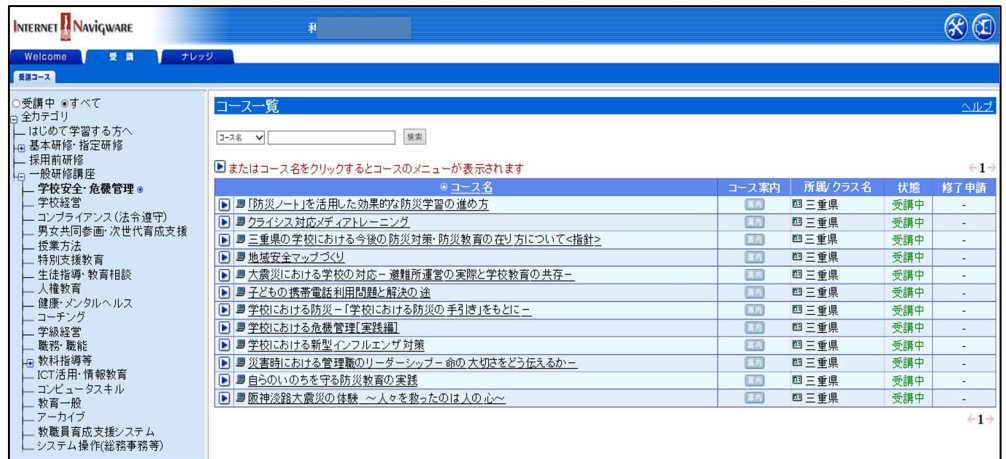 INTERNET NAVIGWARE
Welcome 受 講 ナレッジ
受講コース
受講中 すべて
全カテゴリ
はじめて学習する方へ
基本研修・指定研修
採用前研修
一般研修講座
学校安全・危機管理
学校経営
コンプライアンス(法令遵守)
男女共同参画・次世代育成支援
授業方法
特別支援教育
生徒指導・教育相談
人権教育
健康・メンタルヘルス
コーチング
学級経営
職務・職能
教科指導等
ICT活用・情報教育
コンピュータスキル
教育一般
アーカイブ
教職員育成支援システム
システム操作(総務事務等)
コース一覧 ヘルプ
コース名 検索
またはコース名をクリックするとコースのメニューが表示されます
←1→
コース名 コース案内 所属/クラス名 状態 修了申請
「防災ノート」を活用した効果的な防災学習の進め方 案内 三重県 受講中 -
クライシス対応メディアトレーニング 案内 三重県 受講中 -
三重県の学校における今後の防災対策・防災教育の在り方について<指針> 案内 三重県 受講中 -
地域安全マップづくり 案内 三重県 受講中 -
大震災における学校の対応－避難所運営の実際と学校教育の共存－ 案内 三重県 受講中 -
子どもの携帯電話利用問題と解決の途 案内 三重県 受講中 -
学校における防災－「学校における防災の手引き」をもとに－ 案内 三重県 受講中 -
学校における危機管理[実践編] 案内 三重県 受講中 -
学校における新型インフルエンザ対策 案内 三重県 受講中 -
災害時における管理職のリーダーシップ－命の大切さをどう伝えるか－ 案内 三重県 受講中 -
自らのいのちを守る防災教育の実践 案内 三重県 受講中 -
阪神淡路大震災の体験 ～人々を救ったのは人の心～ 案内 三重県 受講中 -
←1→